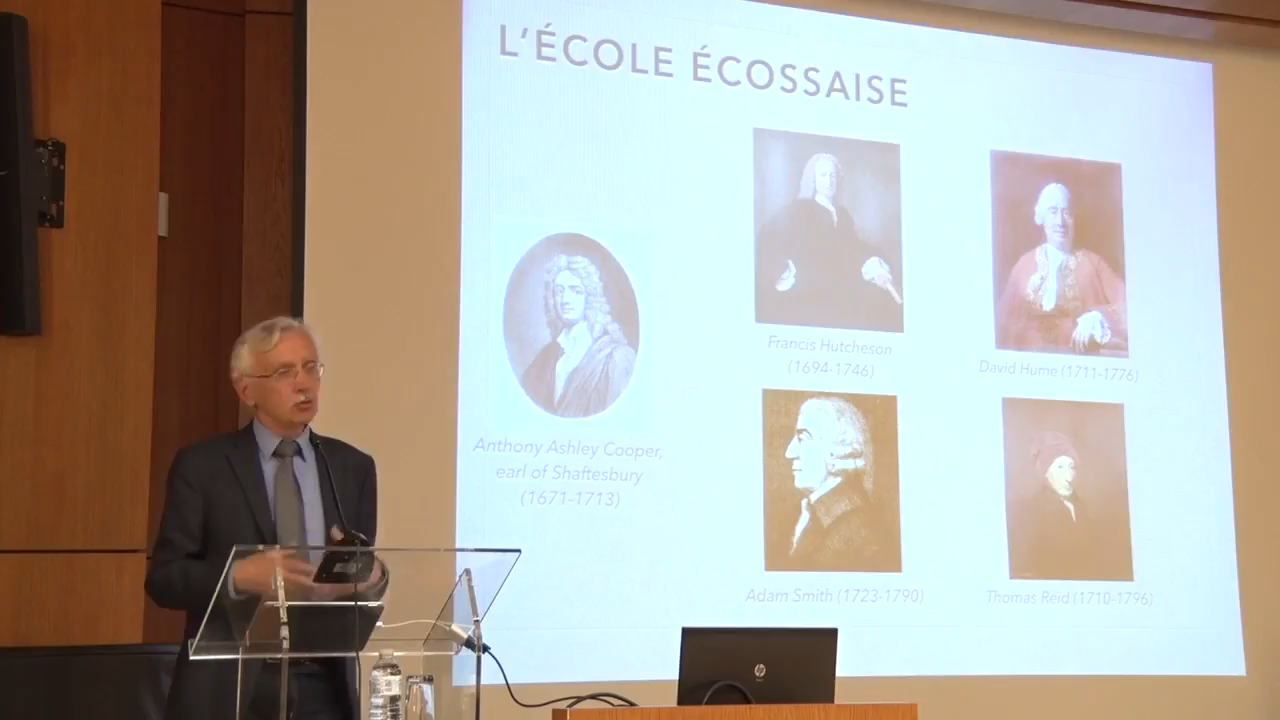 L'ÉCOLE ÉCOSSAISE
Anthony Ashley Cooper,
earl of Shaftesbury
(1671-1713)
Francis Hutcheson
(1694-1746)
David Hume (1711-1776)
Adam Smith (1723-1790)
Thomas Reid (1710-1796)
hp